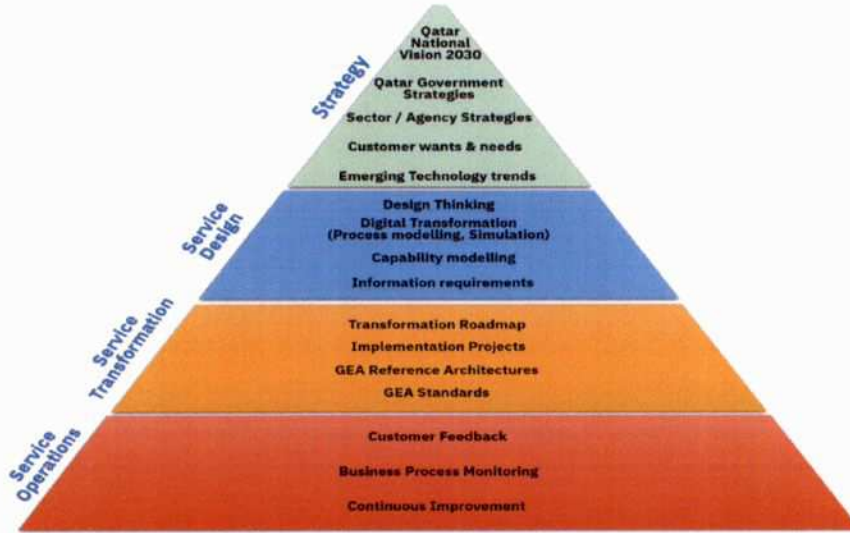 Strategy
Qatar
National
Vision 2030
Qatar Government
Strategies
Sector / Agency Strategies
Customer wants & needs
Emerging Technology trends
Service
Design
Design Thinking
Digital Transformation
(Process modelling, Simulation)
Capability modelling
Information requirements
Service
Transformation
Transformation Roadmap
Implementation Projects
GEA Reference Architectures
GEA Standards
Service
Operations
Customer Feedback
Business Process Monitoring
Continuous Improvement